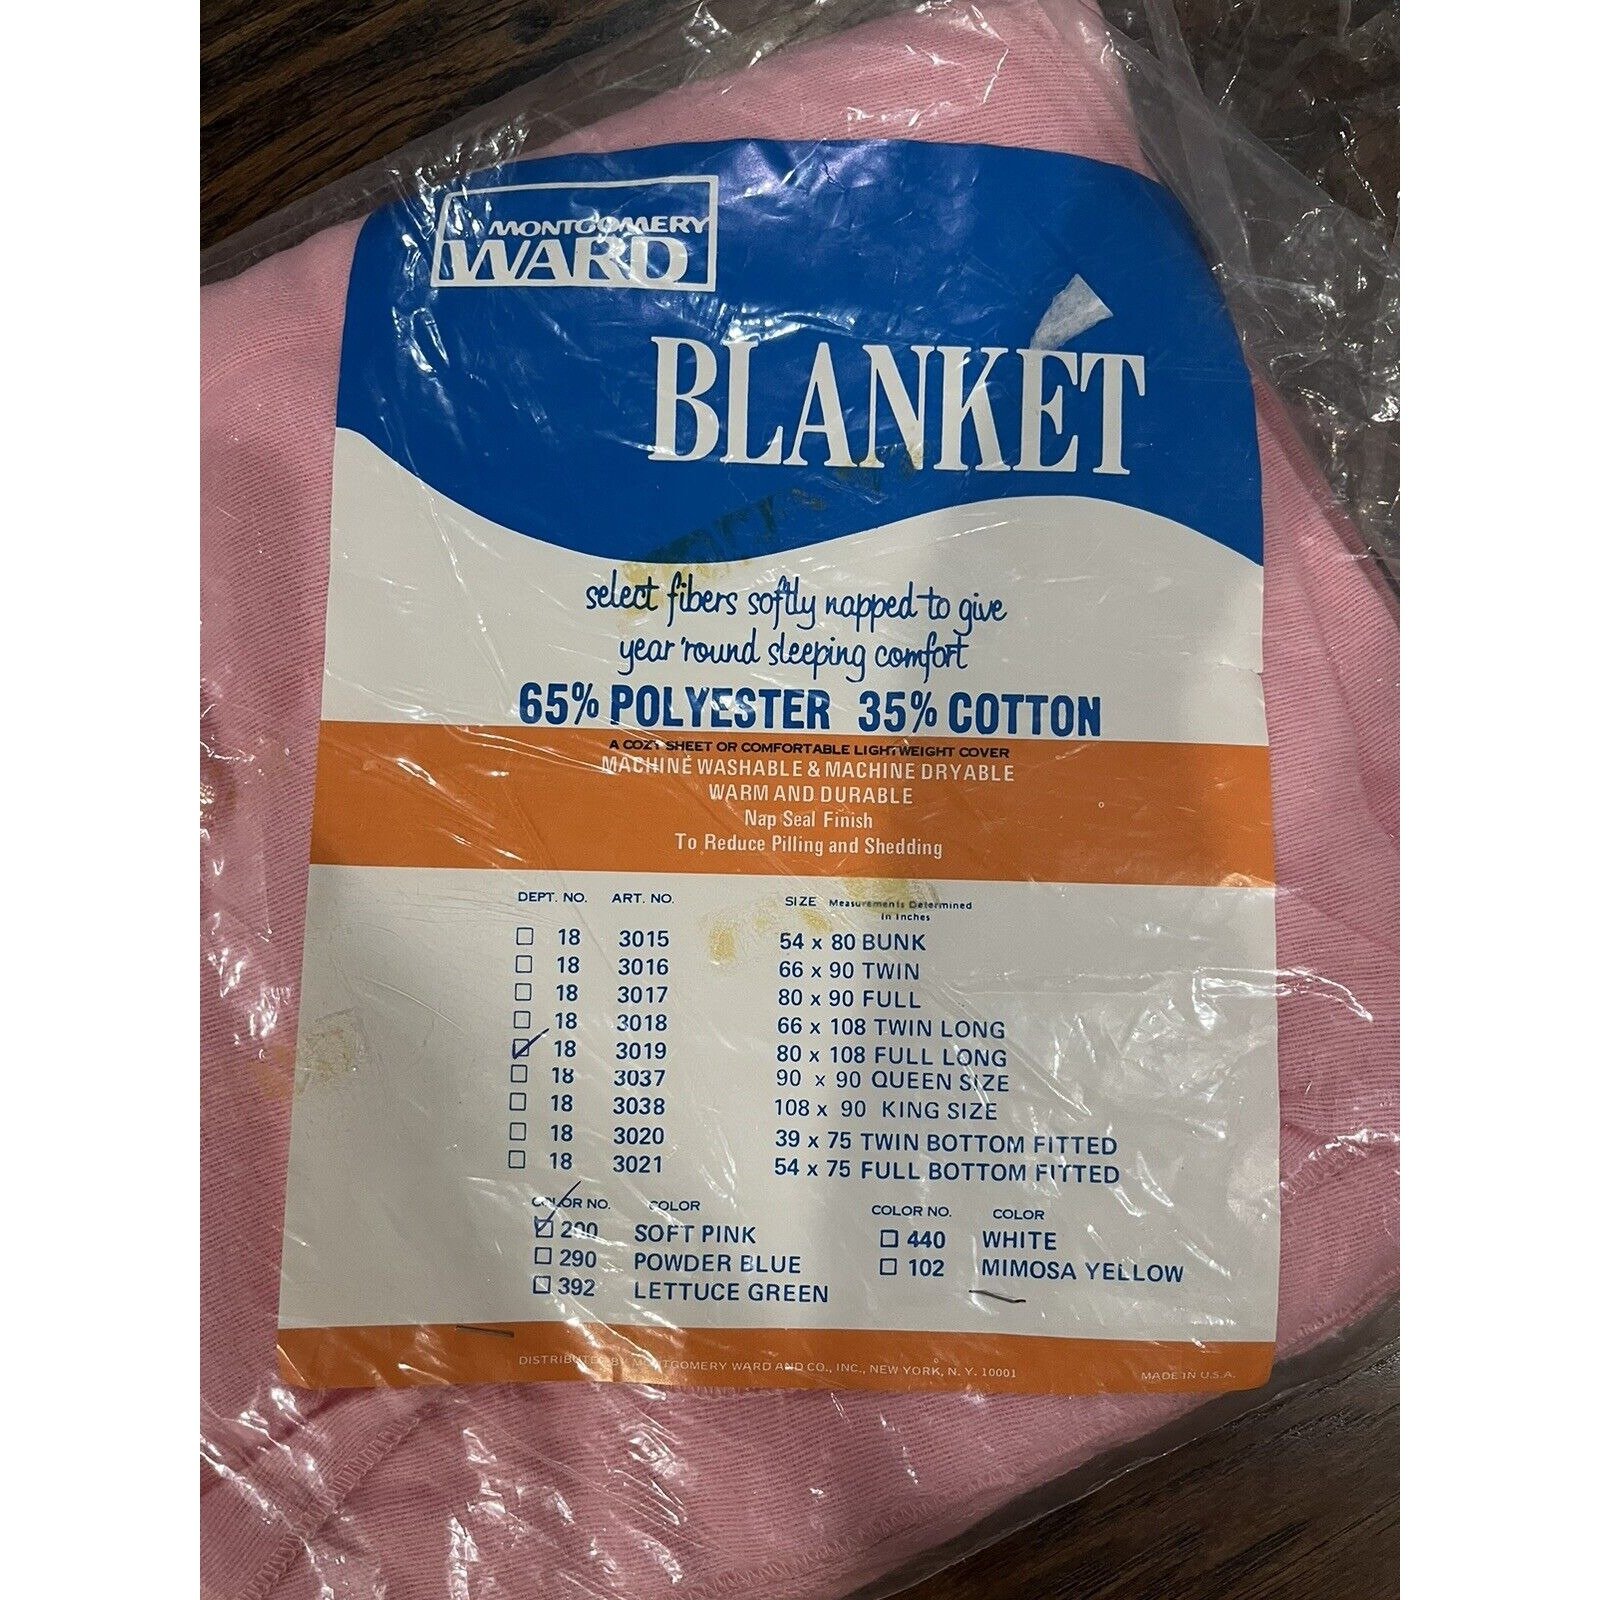 MONTGOMERY
WARD
BLANKET
select fibers softly napped to give
year 'round sleeping comfort
65% POLYESTER 35% COTTON
A COZY SHEET OR COMFORTABLE LIGHTWEIGHT COVER
MACHINE WASHABLE & MACHINE DRYABLE
WARM AND DURABLE
Nap Seal Finish
To Reduce Pilling and Shedding
DEPT. NO. ART. NO. SIZE Measurements Determined
In Inches
18 3015 54 x 80 BUNK
18 3016 66 x 90 TWIN
18 3017 80 x 90 FULL
18 3018 66 x 108 TWIN LONG
18 3019 80 x 108 FULL LONG
18 3037 90 x 90 QUEEN SIZE
18 3038 108 x 90 KING SIZE
18 3020 39 x 75 TWIN BOTTOM FITTED
18 3021 54 x 75 FULL BOTTOM FITTED
COLOR NO. COLOR COLOR NO. COLOR
200 SOFT PINK 440 WHITE
290 POWDER BLUE 102 MIMOSA YELLOW
392 LETTUCE GREEN
DISTRIBUTED BY MONTGOMERY WARD AND CO., INC., NEW YORK, N. Y. 10001 MADE IN U.S.A.